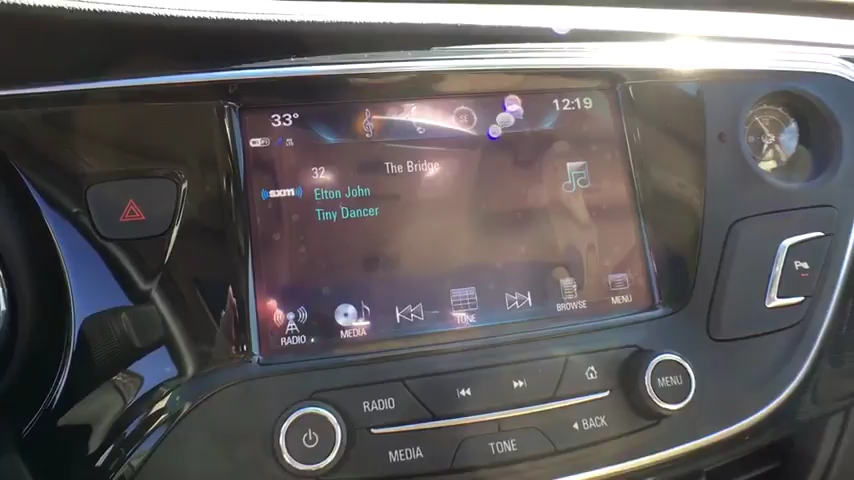 33°
12:19
32
The Bridge
sxm
Elton John
Tiny Dancer
RADIO
MEDIA
TONE
BROWSE
MENU
RADIO
MEDIA
TONE
BACK
MENU